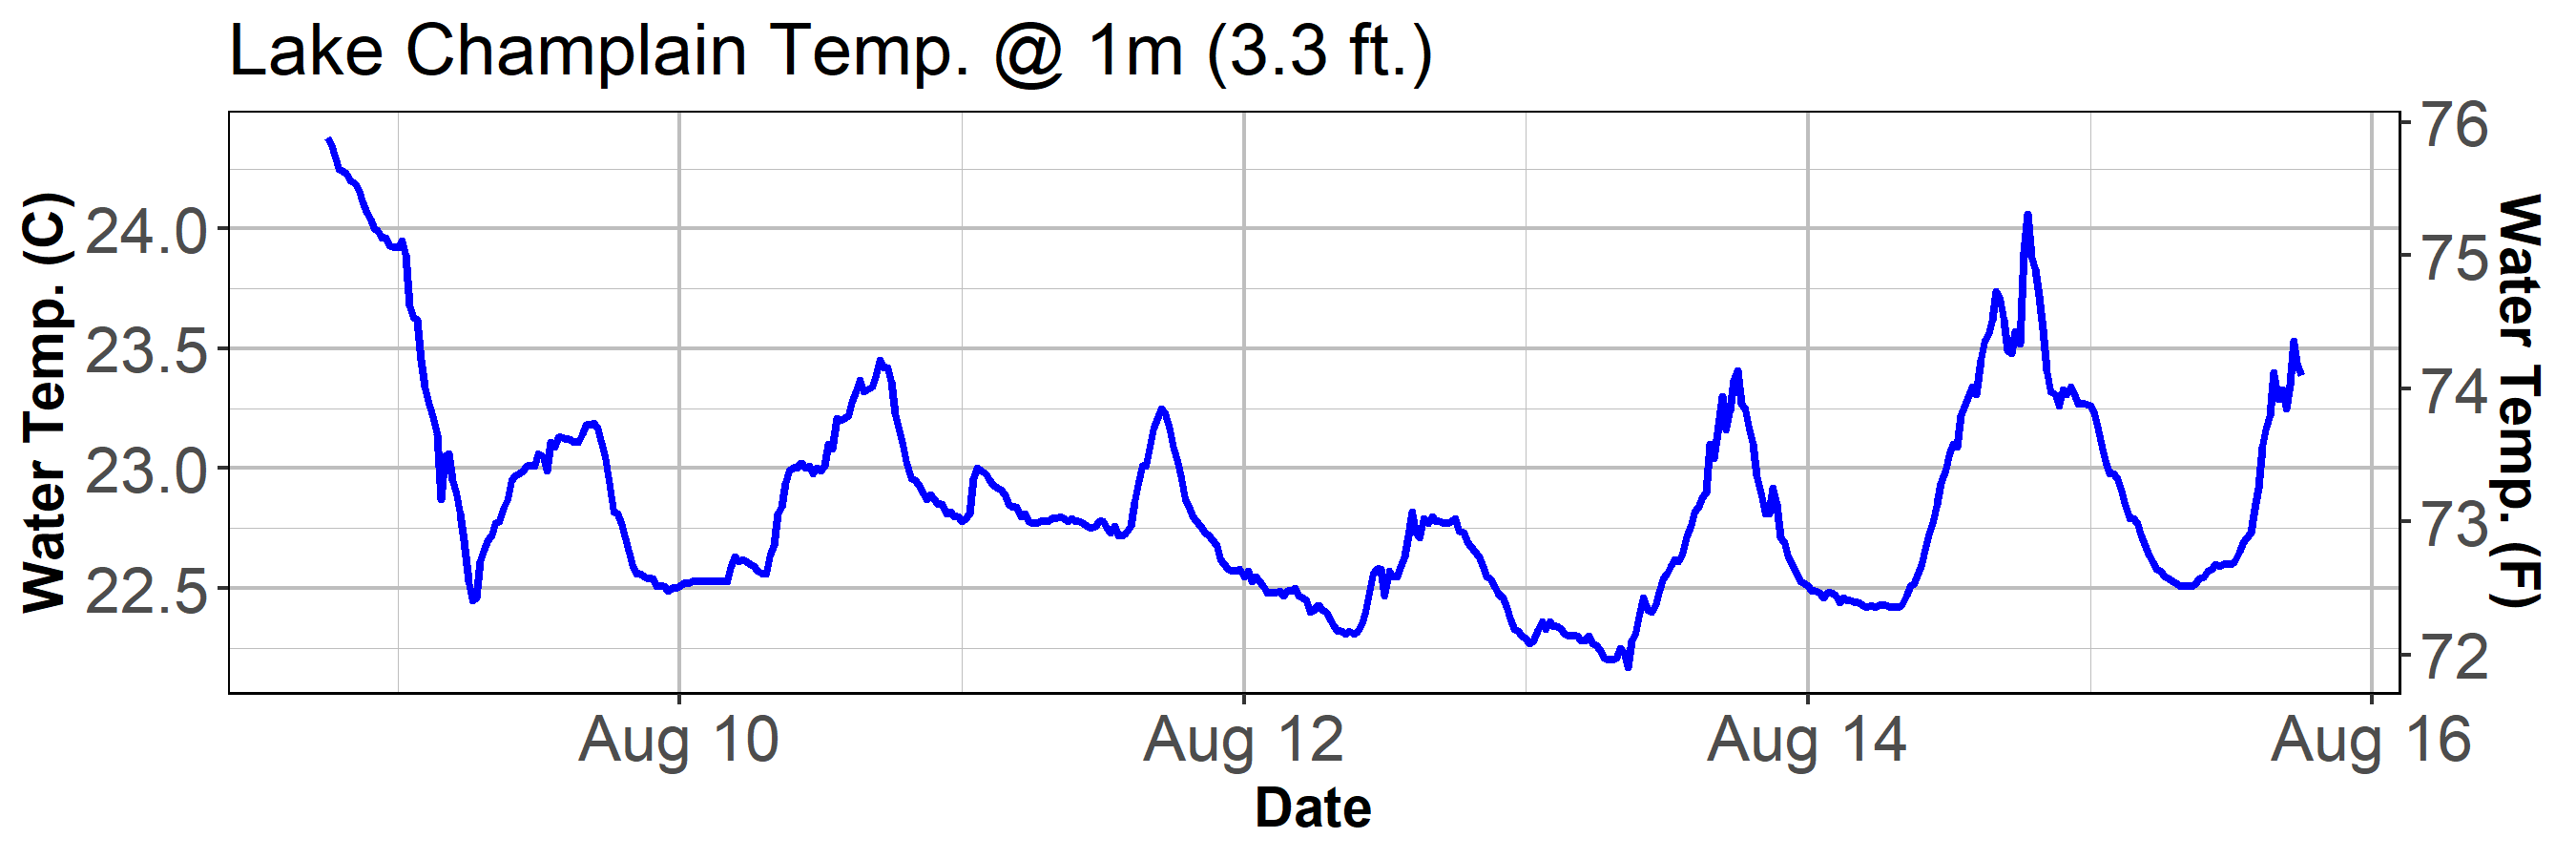 Lake Champlain Temp. @ 1m (3.3 ft.)
Water Temp. (C)
24.0
23.5
23.0
22.5
76
75
74
73
72
Water Temp. (F)
Aug 10
Aug 12
Aug 14
Aug 16
Date